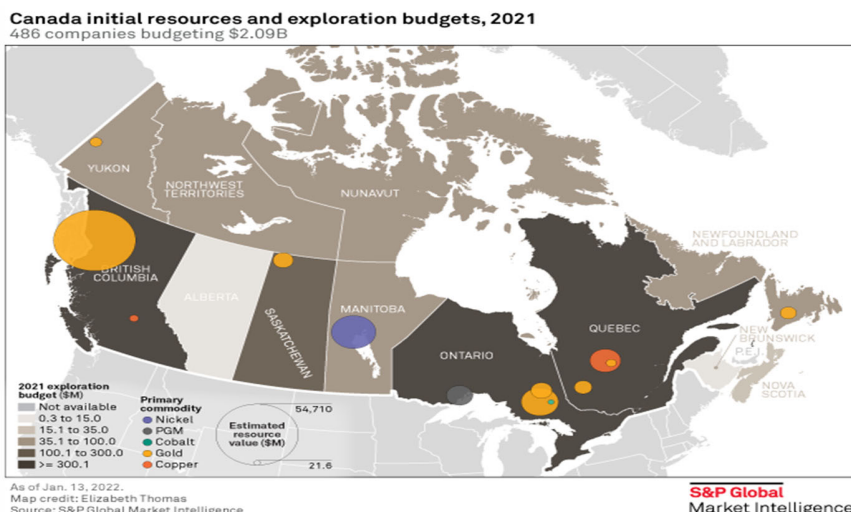 Canada initial resources and exploration budgets, 2021
486 companies budgeting $2.09B
YUKON
NORTHWEST
TERRITORIES
NUNAVUT
BRITISH
COLUMBIA
ALBERTA
SASKATCHEWAN
MANITOBA
ONTARIO
QUEBEC
NEWFOUNDLAND
AND LABRADOR
NEW
BRUNSWICK
P.E.I.
NOVA
SCOTIA
2021 exploration
budget ($M)
Not available
0.3 to 15.0
15.1 to 35.0
35.1 to 100.0
100.1 to 300.0
>= 300.1
Primary
commodity
Nickel
PGM
Cobalt
Gold
Copper
Estimated
resource
value ($M)
54,710
21.6
As of Jan. 13, 2022.
Map credit: Elizabeth Thomas
Source: S&P Global Market Intelligence
S&P Global
Market Intelligence